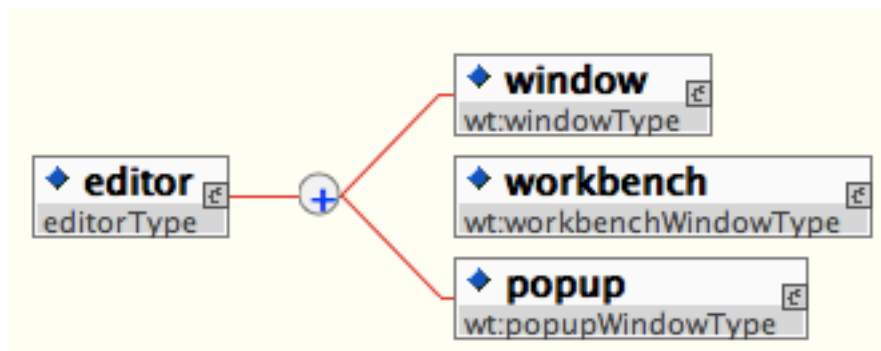 window
wt:windowType
editor
editorType
workbench
wt:workbenchWindowType
popup
wt:popupWindowType